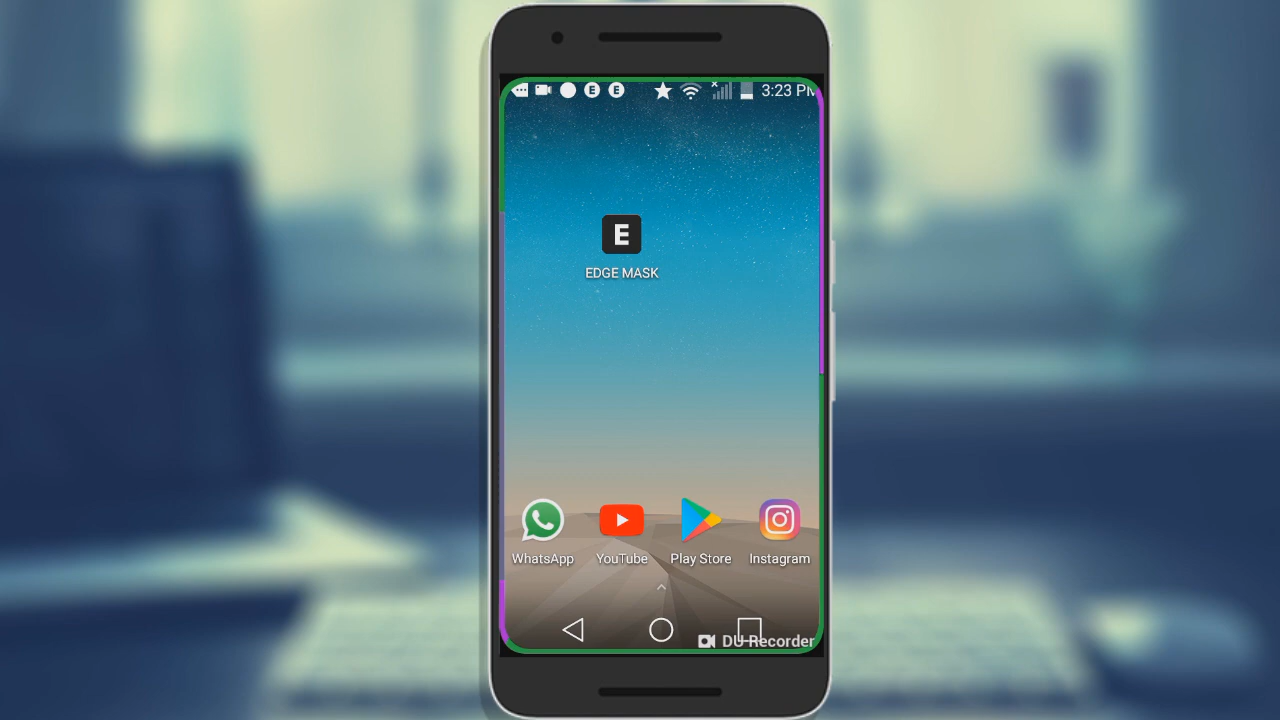 E E 3:23 PM
E
EDGE MASK
WhatsApp YouTube Play Store Instagram
DU Recorder